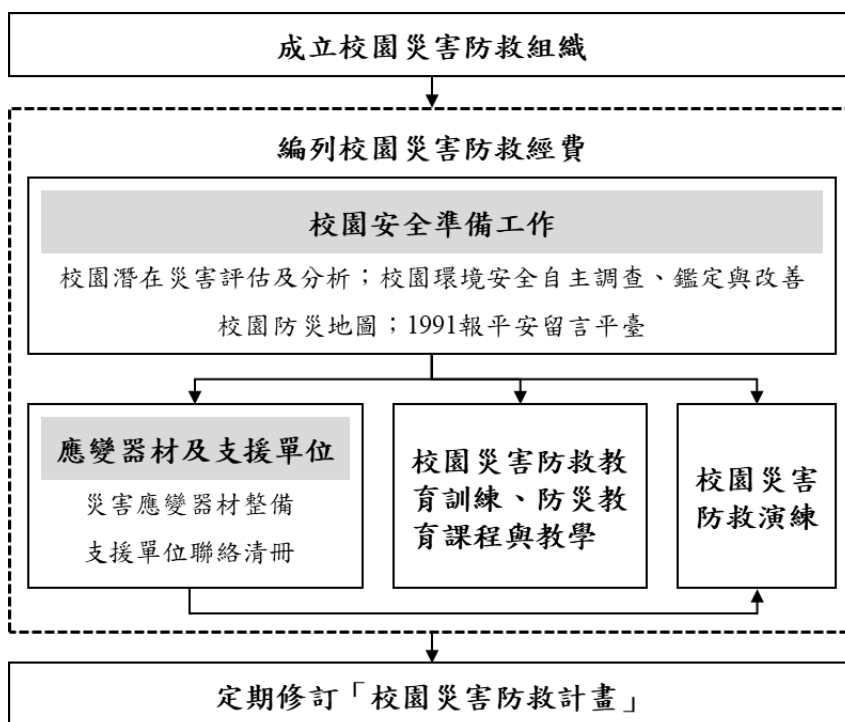 成立校園災害防救組織
編列校園災害防救經費
校園安全準備工作
校園潛在災害評估及分析；校園環境安全自主調查、鑑定與改善
校園防災地圖；1991報平安留言平臺
應變器材及支援單位
災害應變器材整備
支援單位聯絡清冊
校園災害防救教
育訓練、防災教
育課程與教學
校園災害
防救演練
定期修訂「校園災害防救計畫」